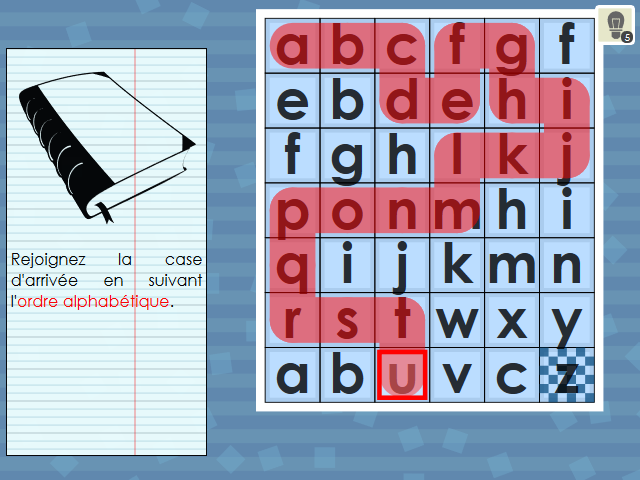 Rejoignez la case
d'arrivée en suivant
l'ordre alphabétique.
a b c f g f
e b d e h i
f g h l k j
p o n m h i
q i j k m n
r s t w x y
a b u v c z
5